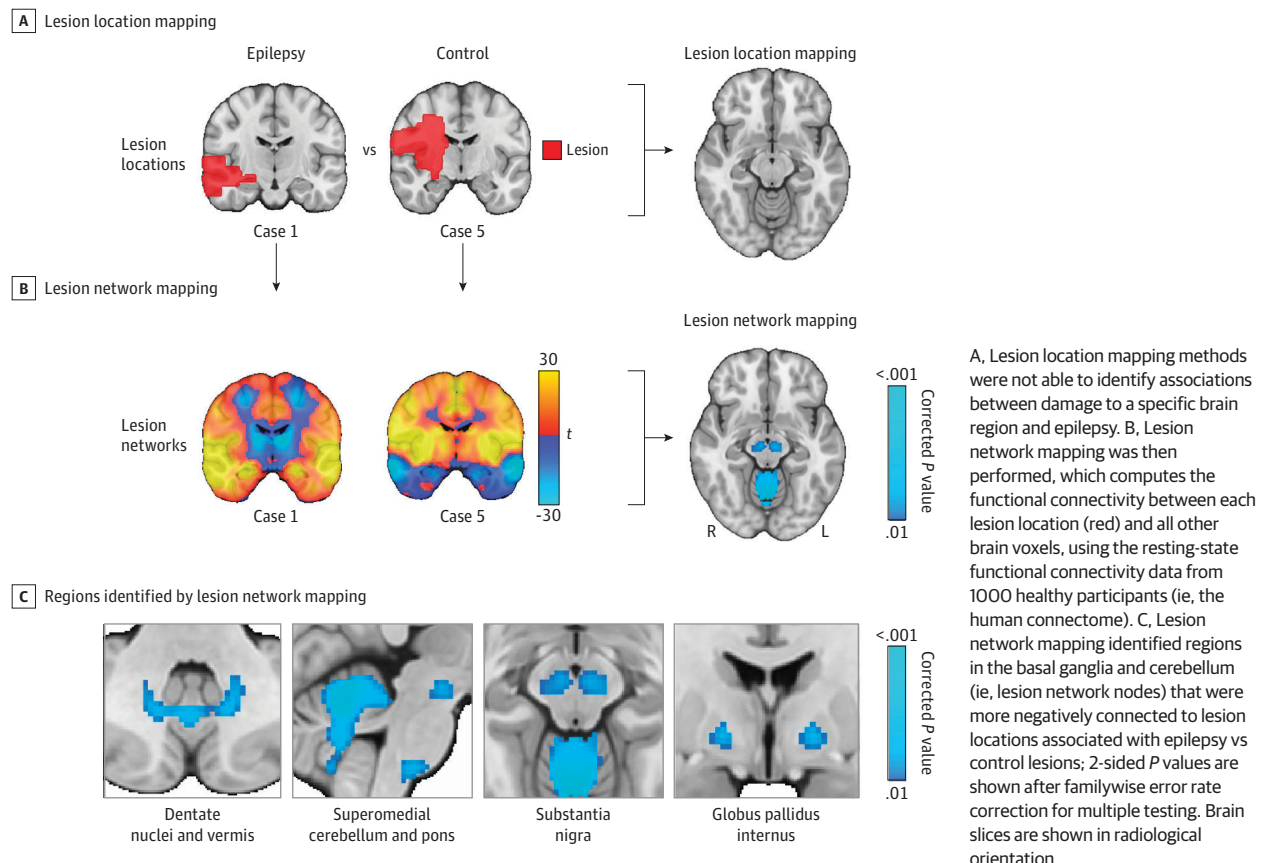 A Lesion location mapping
Epilepsy
Control
Lesion location mapping
Lesion
locations
vs
Lesion
Case 1
Case 5
B Lesion network mapping
Lesion network mapping
Lesion
networks
30
t
-30
Case 1
Case 5
R
L
<.001
Corrected P value
.01
C Regions identified by lesion network mapping
<.001
Corrected P value
.01
Dentate
nuclei and vermis
Superomedial
cerebellum and pons
Substantia
nigra
Globus pallidus
internus
A, Lesion location mapping methods
were not able to identify associations
between damage to a specific brain
region and epilepsy. B, Lesion
network mapping was then
performed, which computes the
functional connectivity between each
lesion location (red) and all other
brain voxels, using the resting-state
functional connectivity data from
1000 healthy participants (ie, the
human connectome). C, Lesion
network mapping identified regions
in the basal ganglia and cerebellum
(ie, lesion network nodes) that were
more negatively connected to lesion
locations associated with epilepsy vs
control lesions; 2-sided P values are
shown after familywise error rate
correction for multiple testing. Brain
slices are shown in radiological
orientation